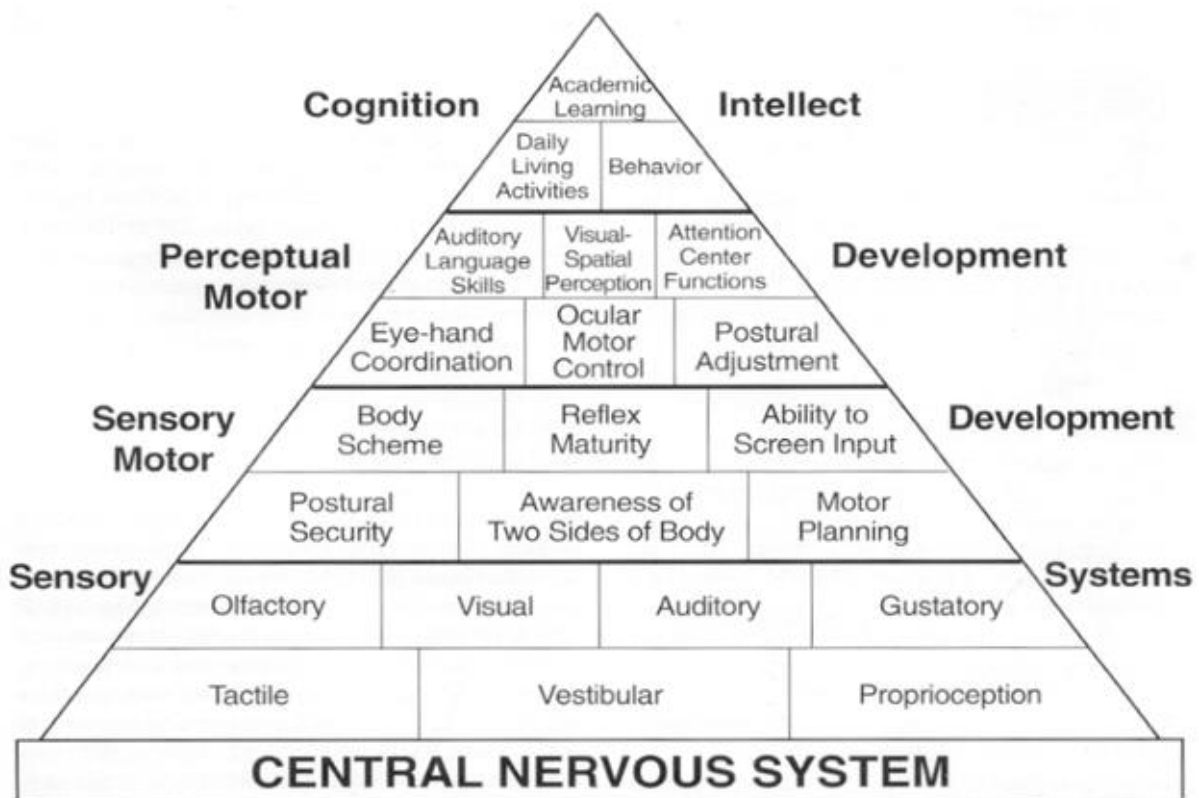 Academic
Learning
Cognition
Intellect
Daily
Living
Activities
Behavior
Perceptual
Motor
Auditory
Language
Skills
Visual-
Spatial
Perception
Attention
Center
Functions
Development
Eye-hand
Coordination
Ocular
Motor
Control
Postural
Adjustment
Sensory
Motor
Body
Scheme
Reflex
Maturity
Ability to
Screen Input
Development
Postural
Security
Awareness of
Two Sides of Body
Motor
Planning
Sensory
Systems
Olfactory
Visual
Auditory
Gustatory
Tactile
Vestibular
Proprioception
CENTRAL NERVOUS SYSTEM